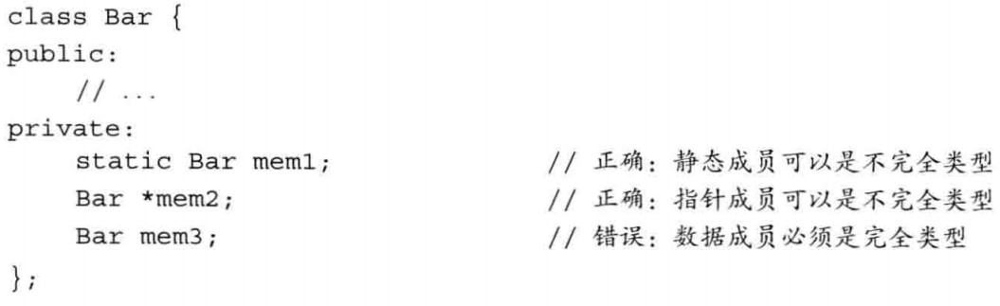 class Bar {
public:
    // ...
private:
    static Bar mem1;                // 正确：静态成员可以是不完全类型
    Bar *mem2;                      // 正确：指针成员可以是不完全类型
    Bar mem3;                       // 错误：数据成员必须是完全类型
};